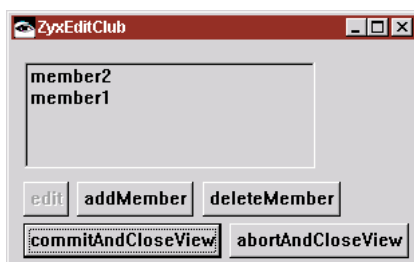 ZyxEditClub
member2
member1
edit addMember deleteMember
commitAndCloseView abortAndCloseView